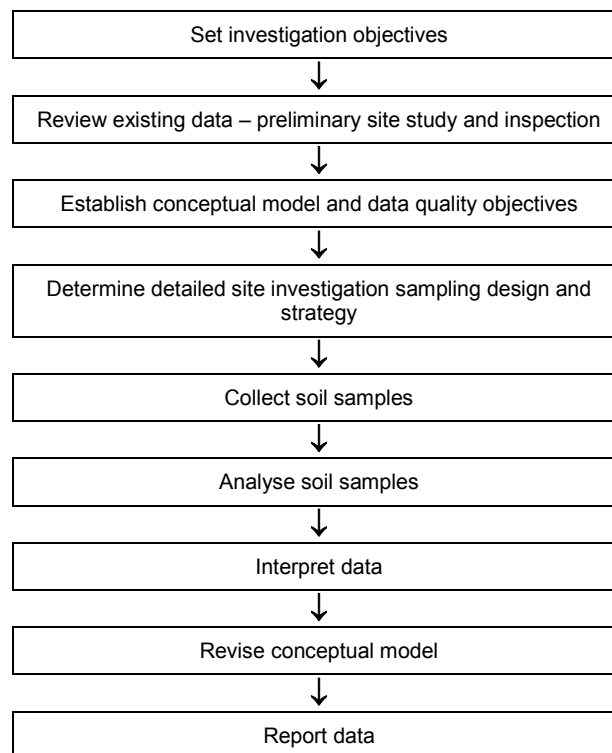 Set investigation objectives
Review existing data – preliminary site study and inspection
Establish conceptual model and data quality objectives
Determine detailed site investigation sampling design and
strategy
Collect soil samples
Analyse soil samples
Interpret data
Revise conceptual model
Report data